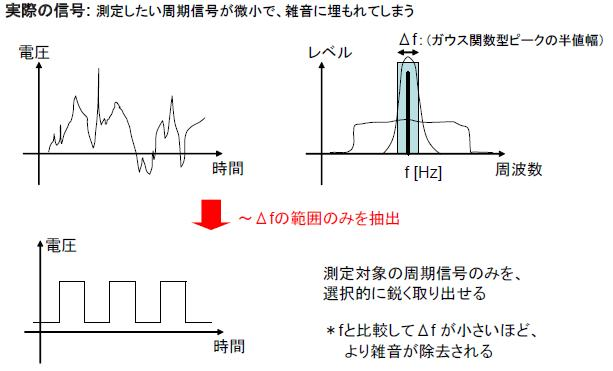 実際の信号: 測定したい周期信号が微小で、雑音に埋もれてしまう
電圧
時間
レベル
Δf:（ガウス関数型ピークの半値幅）
周波数
f [Hz]
～Δfの範囲のみを抽出
電圧
時間
測定対象の周期信号のみを、
選択的に鋭く取り出せる
＊fと比較してΔf が小さいほど、
より雑音が除去される